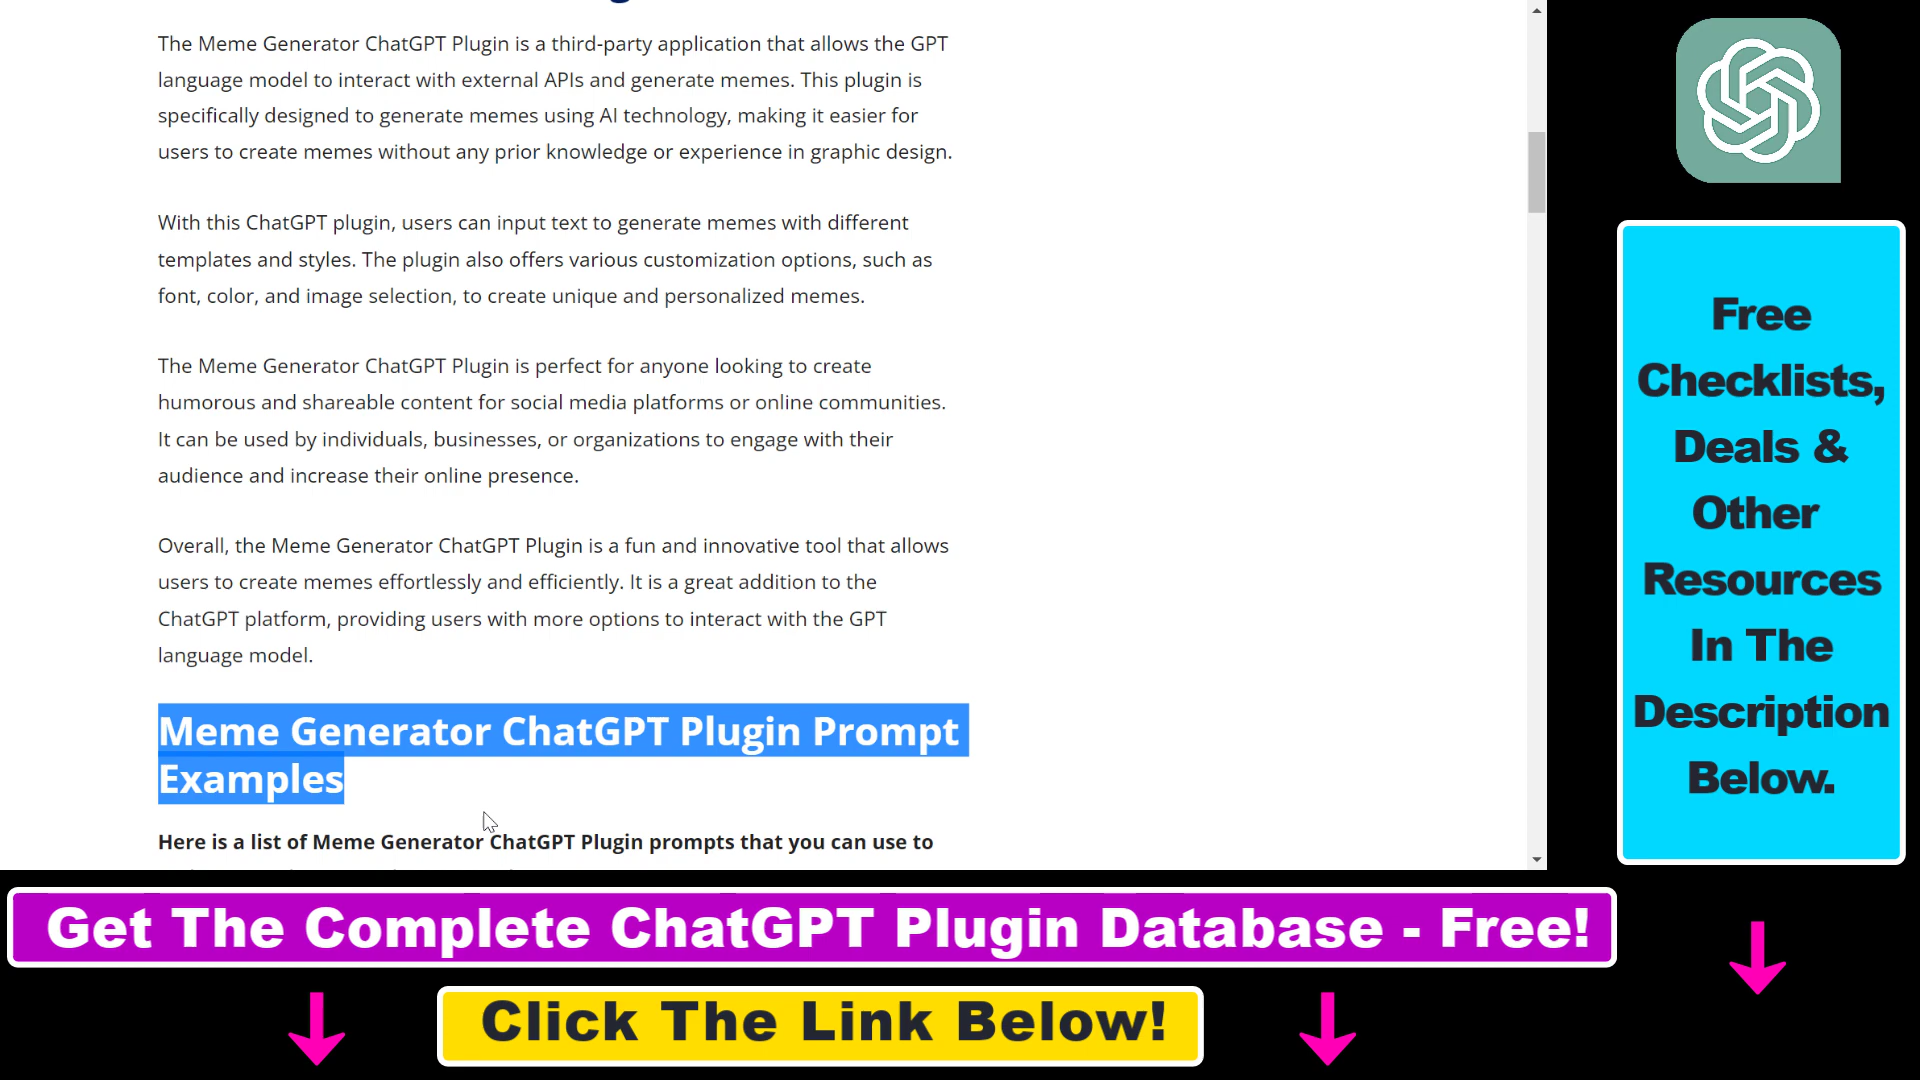 The Meme Generator ChatGPT Plugin is a third-party application that allows the GPT
language model to interact with external APIs and generate memes. This plugin is
specifically designed to generate memes using AI technology, making it easier for
users to create memes without any prior knowledge or experience in graphic design.
With this ChatGPT plugin, users can input text to generate memes with different
templates and styles. The plugin also offers various customization options, such as
font, color, and image selection, to create unique and personalized memes.
The Meme Generator ChatGPT Plugin is perfect for anyone looking to create
humorous and shareable content for social media platforms or online communities.
It can be used by individuals, businesses, or organizations to engage with their
audience and increase their online presence.
Overall, the Meme Generator ChatGPT Plugin is a fun and innovative tool that allows
users to create memes effortlessly and efficiently. It is a great addition to the
ChatGPT platform, providing users with more options to interact with the GPT
language model.
Meme Generator ChatGPT Plugin Prompt
Examples
Here is a list of Meme Generator ChatGPT Plugin prompts that you can use to
Free
Checklists,
Deals &
Other
Resources
In The
Description
Below.
Get The Complete ChatGPT Plugin Database - Free!
Click The Link Below!